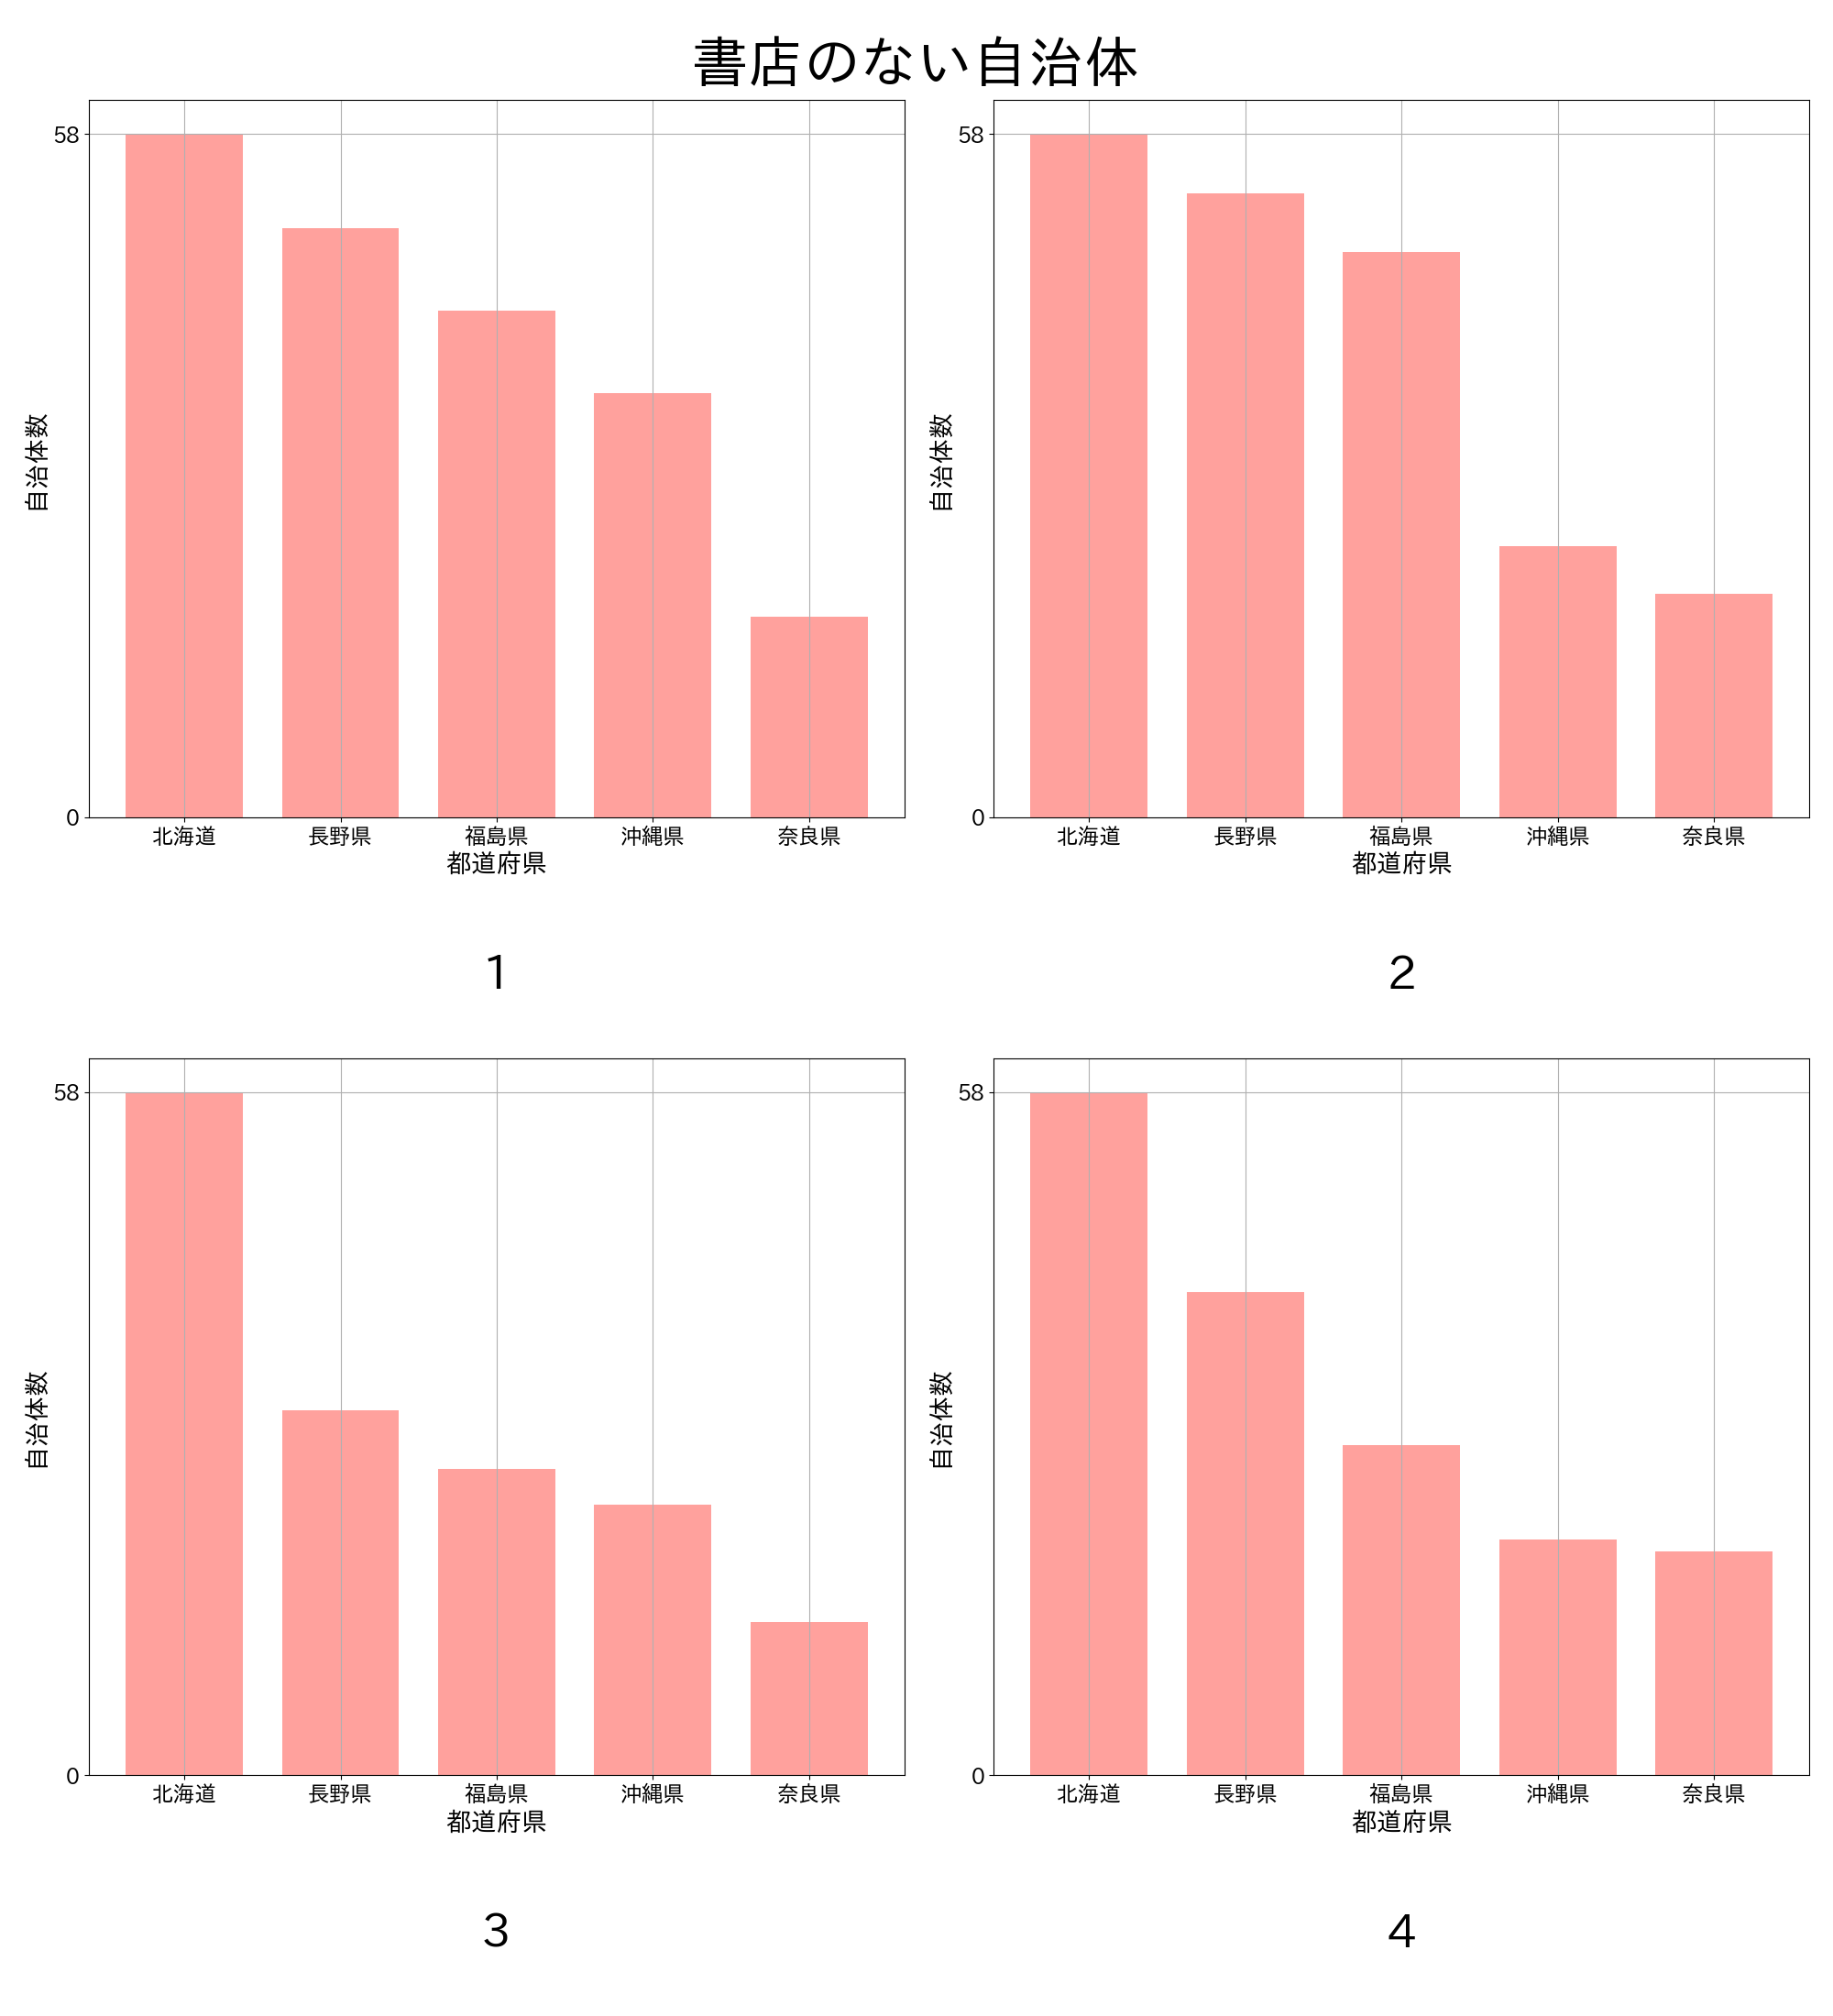 書店のない自治体
58
0
自治体数
北海道 長野県 福島県 沖縄県 奈良県
都道府県
1
58
0
自治体数
北海道 長野県 福島県 沖縄県 奈良県
都道府県
2
58
0
自治体数
北海道 長野県 福島県 沖縄県 奈良県
都道府県
3
58
0
自治体数
北海道 長野県 福島県 沖縄県 奈良県
都道府県
4